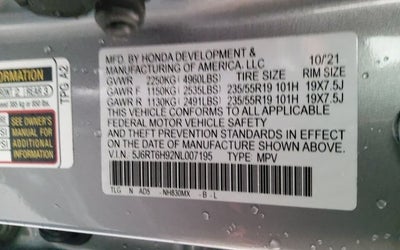 MFD. BY HONDA DEVELOPMENT & 10/'21
MANUFACTURING OF AMERICA, LLC
GVWR 2250KG( 4960LBS) TIRE SIZE RIM SIZE
GAWR F 1150KG( 2535LBS) 235/55R19 101H 19X7.5J
GAWR R 1130KG( 2491LBS) 235/55R19 101H 19X7.5J
THIS VEHICLE CONFORMS TO ALL APPLICABLE
FEDERAL MOTOR VEHICLE SAFETY
AND THEFT PREVENTION STANDARDS IN EFFECT
ON THE DATE OF MANUFACTURE SHOWN ABOVE.
V.I.N. 5J6RT6H92NL007195 TYPE MPV
TLG N AD5 -NH830MX -B L
TPG A2
INFORMATION
SEE OWNER'S
MANUAL FOR
ADDITIONAL
INFORMATION